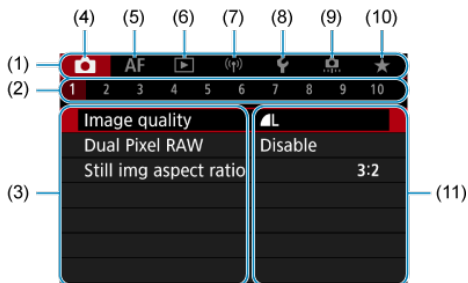 (4) (5) (6) (7) (8) (9) (10)
(1) AF
(2) 1 2 3 4 5 6 7 8 9 10
Image quality L
Dual Pixel RAW Disable
Still img aspect ratio 3:2
(3) (11)